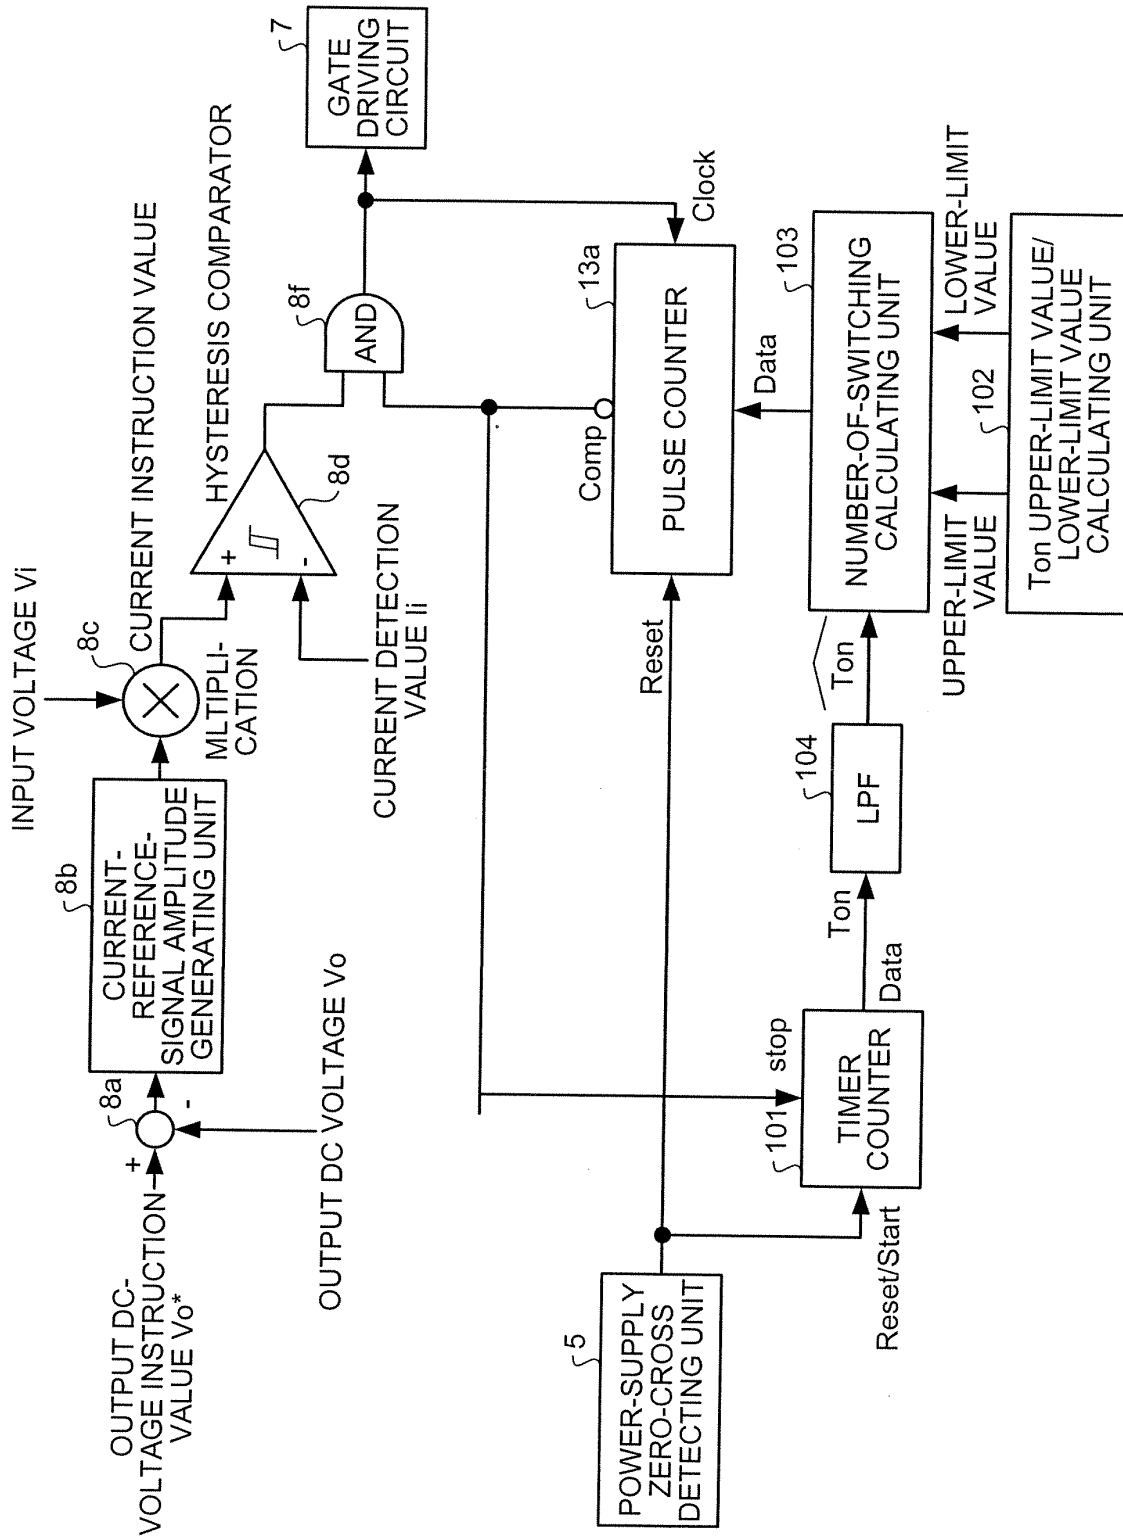 OUTPUT DC-
VOLTAGE INSTRUCTION
VALUE Vo*
+
-
8a
OUTPUT DC VOLTAGE Vo
8b
CURRENT-
REFERENCE-
SIGNAL AMPLITUDE
GENERATING UNIT
INPUT VOLTAGE Vi
8c
MLTIPLI-
CATION
CURRENT INSTRUCTION VALUE
CURRENT DETECTION
VALUE Ii
HYSTERESIS COMPARATOR
+
-
8d
8f
AND
7
GATE
DRIVING
CIRCUIT
5
POWER-SUPPLY
ZERO-CROSS
DETECTING UNIT
Reset
Comp
13a
PULSE COUNTER
Clock
Reset/Start
101
stop
TIMER
COUNTER
Data
Ton
104
LPF
Ton
Data
103
NUMBER-OF-SWITCHING
CALCULATING UNIT
UPPER-LIMIT
VALUE
LOWER-LIMIT
VALUE
102
Ton UPPER-LIMIT VALUE/
LOWER-LIMIT VALUE
CALCULATING UNIT